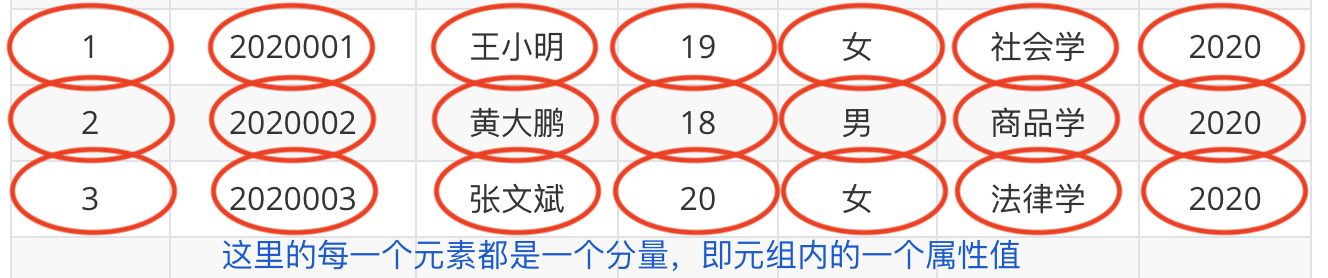 1 2020001 王小明 19 女 社会学 2020
2 2020002 黄大鹏 18 男 商品学 2020
3 2020003 张文斌 20 女 法律学 2020
这里的每一个元素都是一个分量，即元组内的一个属性值